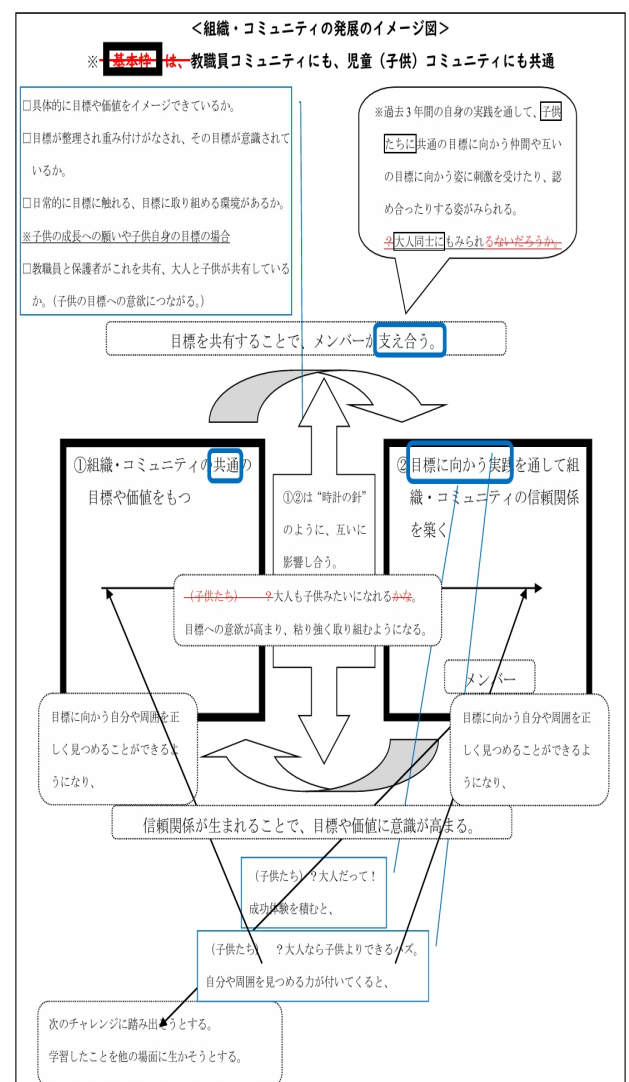 <組織・コミュニティの発展のイメージ図>
※ 基本枠 は、教職員コミュニティにも、児童（子供）コミュニティにも共通
□具体的に目標や価値をイメージできているか。
□目標が整理され重み付けがなされ、その目標が意識されて
いるか。
□日常的に目標に触れる、目標に取り組める環境があるか。
※子供の成長への願いや子供自身の目標の場合
□教職員と保護者がこれを共有、大人と子供が共有している
か。（子供の目標への意欲につながる。）
※過去３年間の自身の実践を通して、子供
たちに共通の目標に向かう仲間や互い
の目標に向かう姿に刺激を受けたり、認
め合ったりする姿がみられる。
？大人同士にもみられるないだろうか。
目標を共有することで、メンバーが支え合う。
①組織・コミュニティの共通の
目標や価値をもつ
①②は“時計の針”
のように、互いに
影響し合う。
②目標に向かう実践を通して組
織・コミュニティの信頼関係
を築く
（子供たち）　？大人も子供みたいになれるかな。
目標への意欲が高まり、粘り強く取り組むようになる。
メンバー
目標に向かう自分や周囲を正
しく見つめることができるよ
うになり、
目標に向かう自分や周囲を正
しく見つめることができるよ
うになり、
信頼関係が生まれることで、目標や価値に意識が高まる。
（子供たち）？大人だって！
成功体験を積むと、
（子供たち）　？大人なら子供よりできるハズ。
自分や周囲を見つめる力が付いてくると、
次のチャレンジに踏み出そうとする。
学習したことを他の場面に生かそうとする。